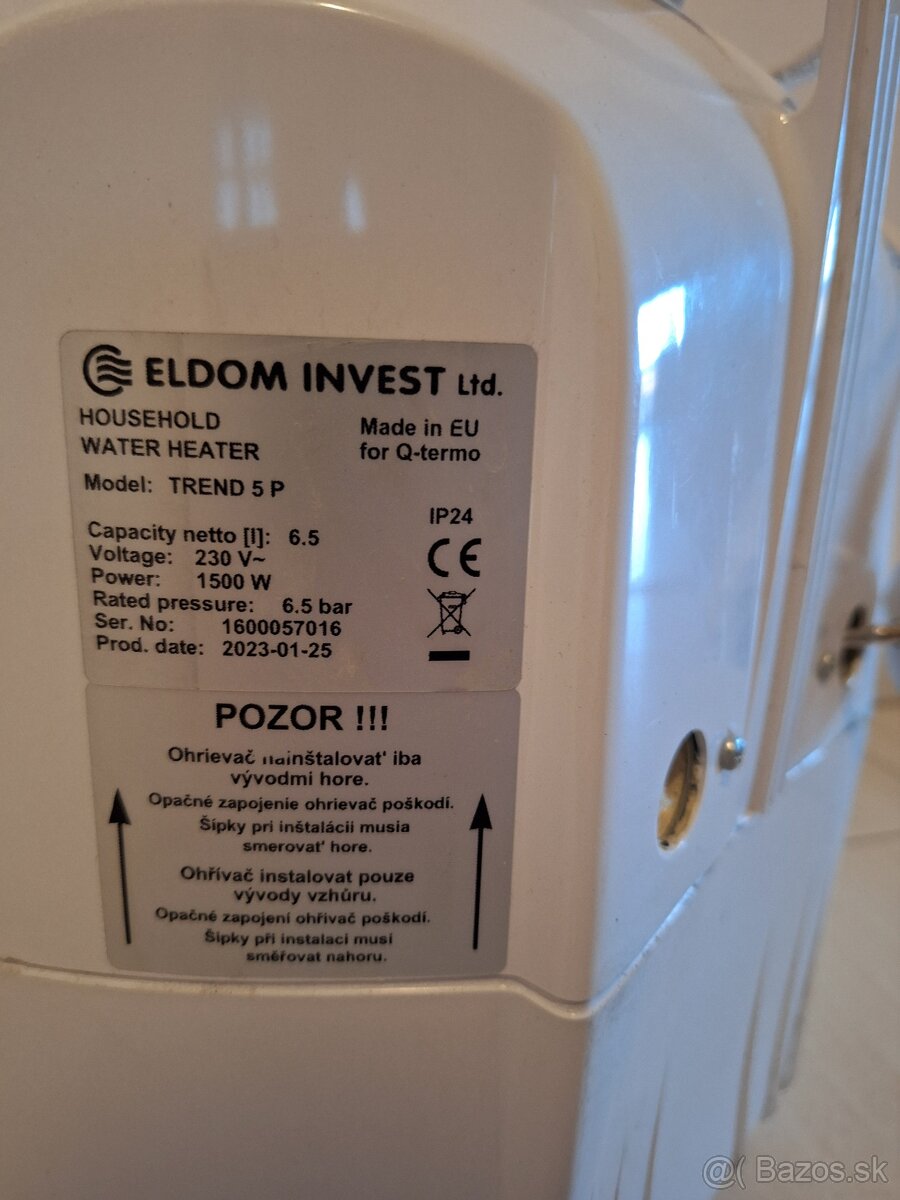 ELDOM INVEST Ltd.
HOUSEHOLD
WATER HEATER
Made in EU
for Q-termo
Model: TREND 5 P
IP24
CE
Capacity netto [l]: 6.5
Voltage: 230 V~
Power: 1500 W
Rated pressure: 6.5 bar
Ser. No: 1600057016
Prod. date: 2023-01-25
POZOR !!!
Ohrievač iba
vývodmi hore.
Opačné zapojenie ohrievač poškodí.
Šípky pri inštalácii musia
smerovať hore.
Ohřívač instalovat pouze
vývody vzhůru.
Opačné zapojení ohřivač poškodí.
Šipky při instalaci musí
směřovat nahoru.
@( Bazos.sk